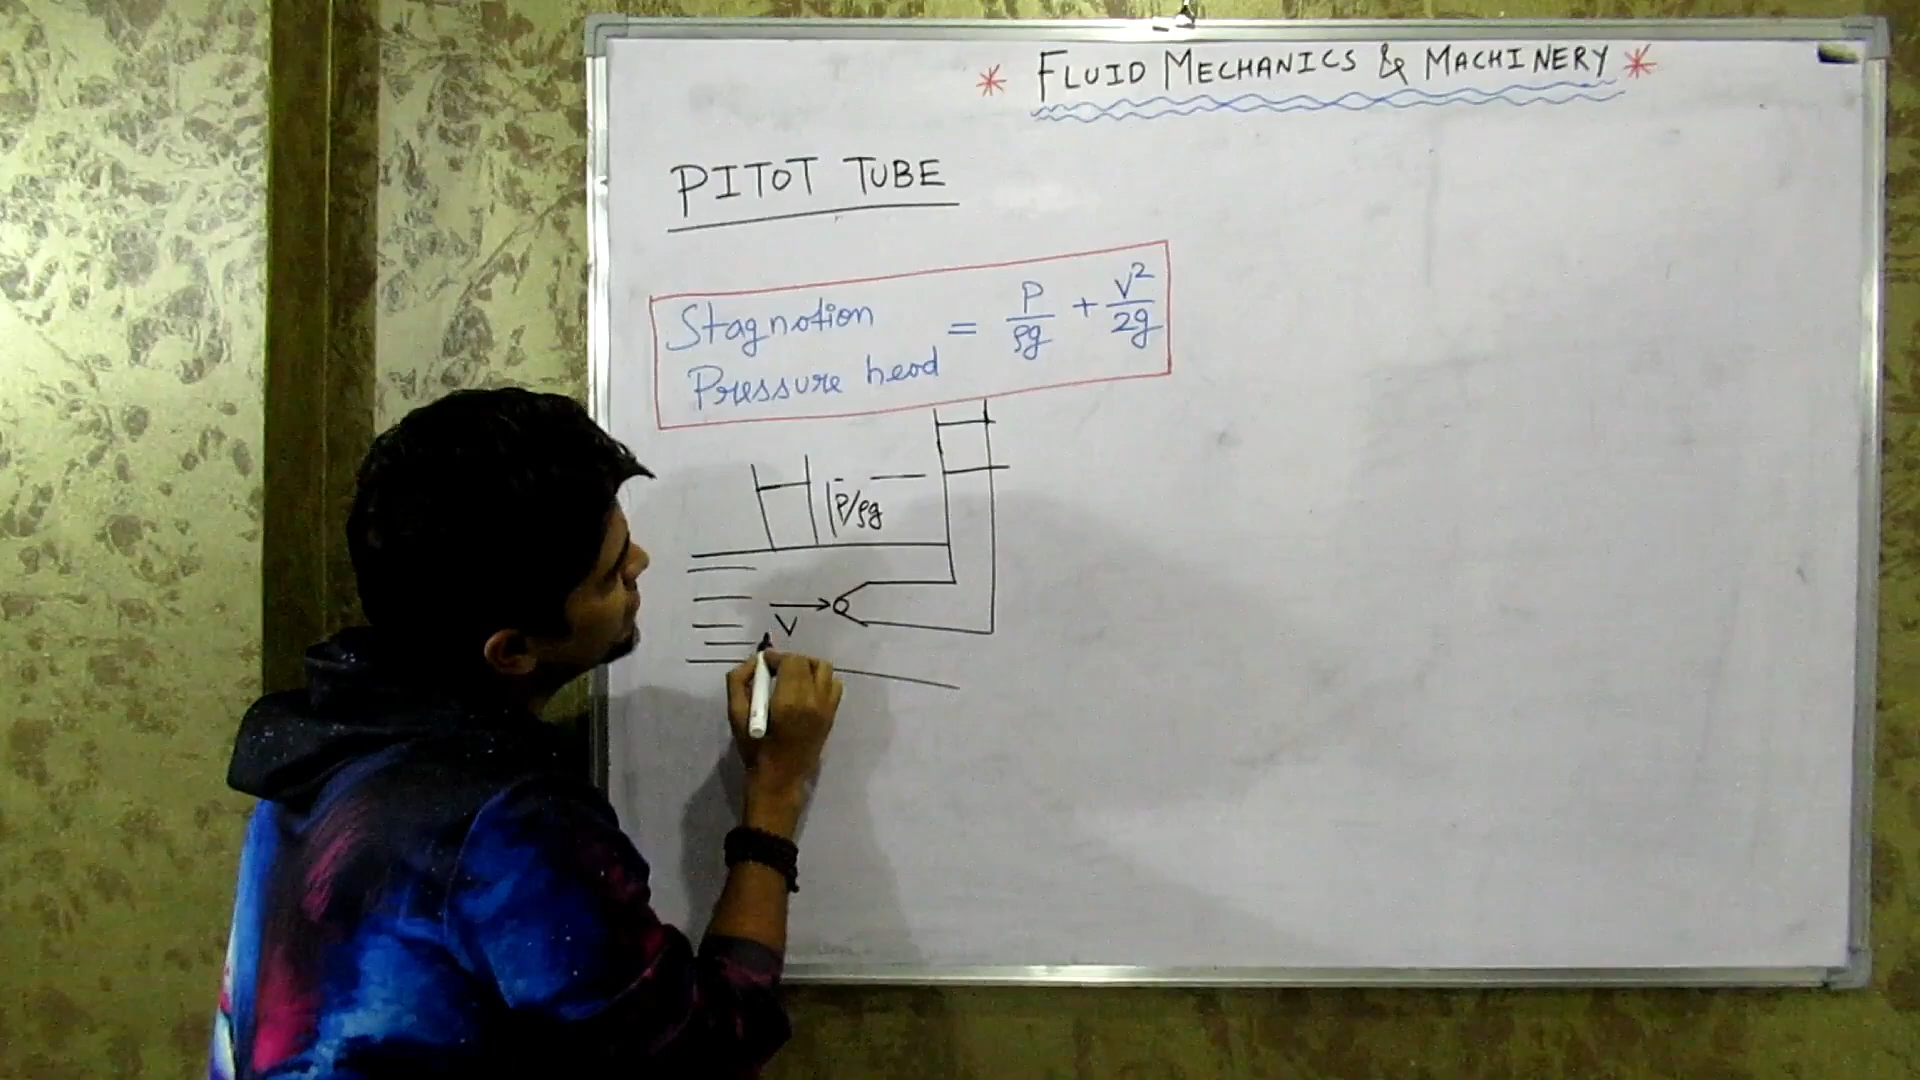 * FLUID MECHANICS & MACHINERY *
PITOT TUBE
Stagnation Pressure head = P/ρg + V²/2g
P/ρg
V